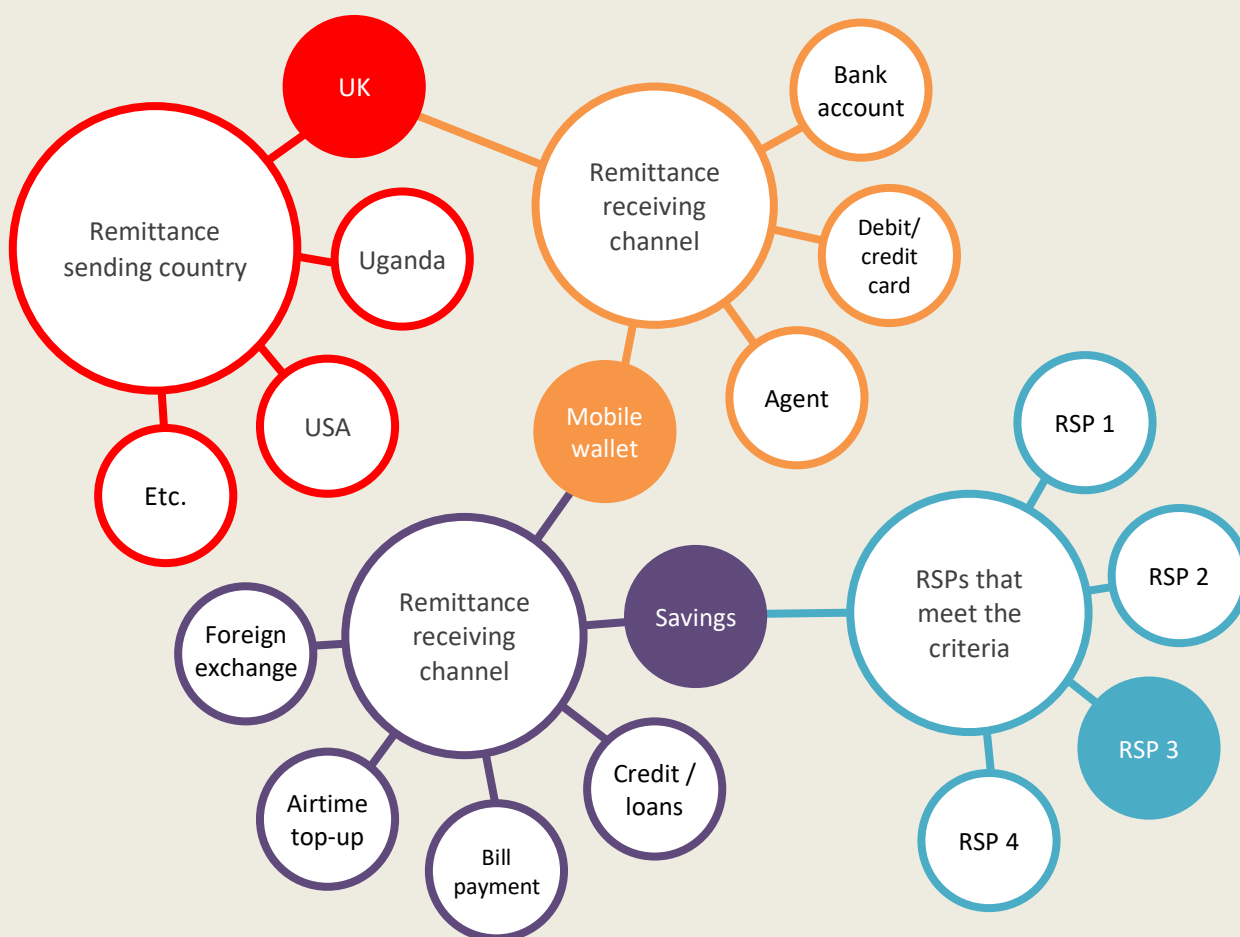 UK
Remittance
sending country
Uganda
USA
Etc.
Remittance
receiving
channel
Bank
account
Debit/
credit
card
Agent
Mobile
wallet
Remittance
receiving
channel
Savings
Foreign
exchange
Airtime
top-up
Bill
payment
Credit /
loans
RSPs that
meet the
criteria
RSP 1
RSP 2
RSP 3
RSP 4